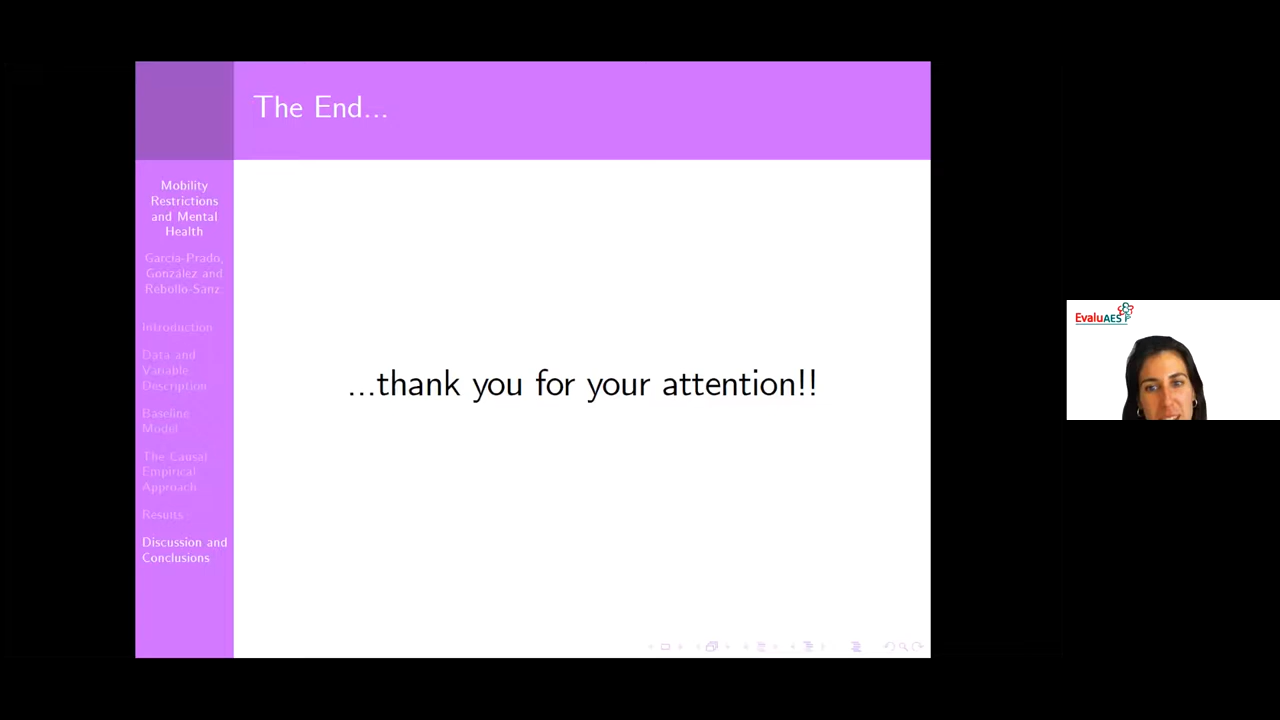 The End...
Mobility
Restrictions
and Mental
Health
García-Prado,
González and
Rebollo-Sanz
Introduction
Data and
Variable
Description
Baseline
Model
The Causal
Empirical
Approach
Results
Discussion and
Conclusions
...thank you for your attention!!
EvaluAES